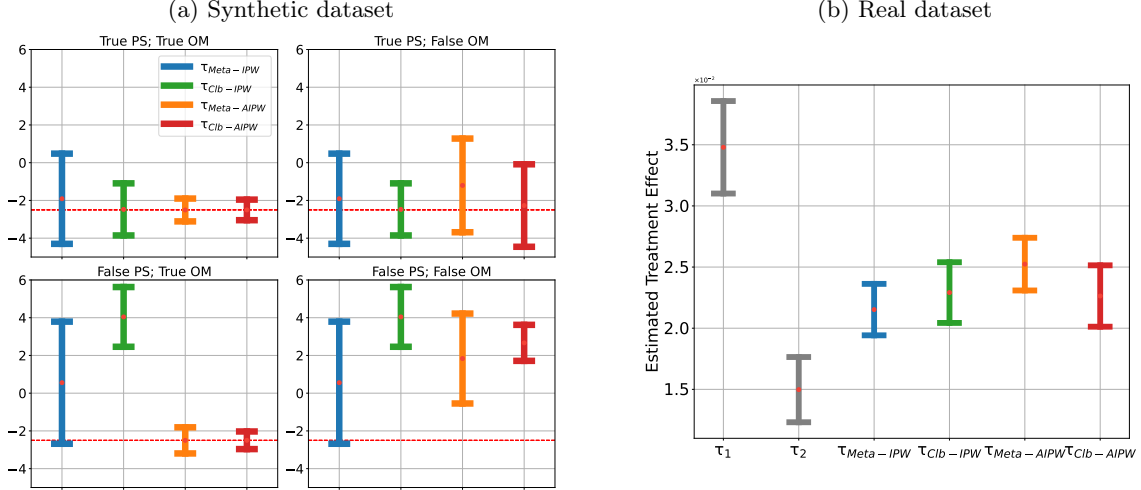 (a) Synthetic dataset
True PS; True OM
6
4
2
0
−2
−4
τMeta−IPW
τClb−IPW
τMeta−AIPW
τClb−AIPW
True PS; False OM
6
4
2
0
−2
−4
False PS; True OM
6
4
2
0
−2
−4
False PS; False OM
6
4
2
0
−2
−4
(b) Real dataset
Estimated Treatment Effect
3.5
3.0
2.5
2.0
1.5
τ1 τ2 τMeta−IPW τClb−IPW τMeta−AIPW τClb−AIPW